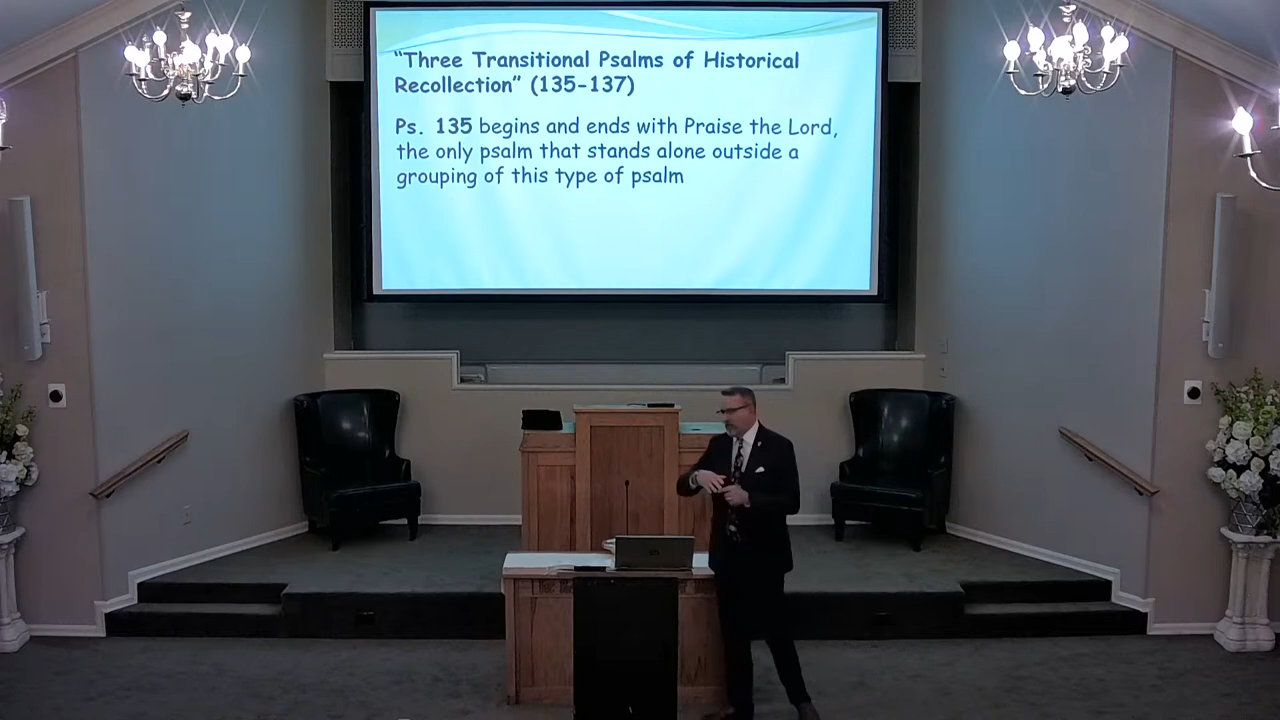 “Three Transitional Psalms of Historical
Recollection” (135-137)
Ps. 135 begins and ends with Praise the Lord,
the only psalm that stands alone outside a
grouping of this type of psalm